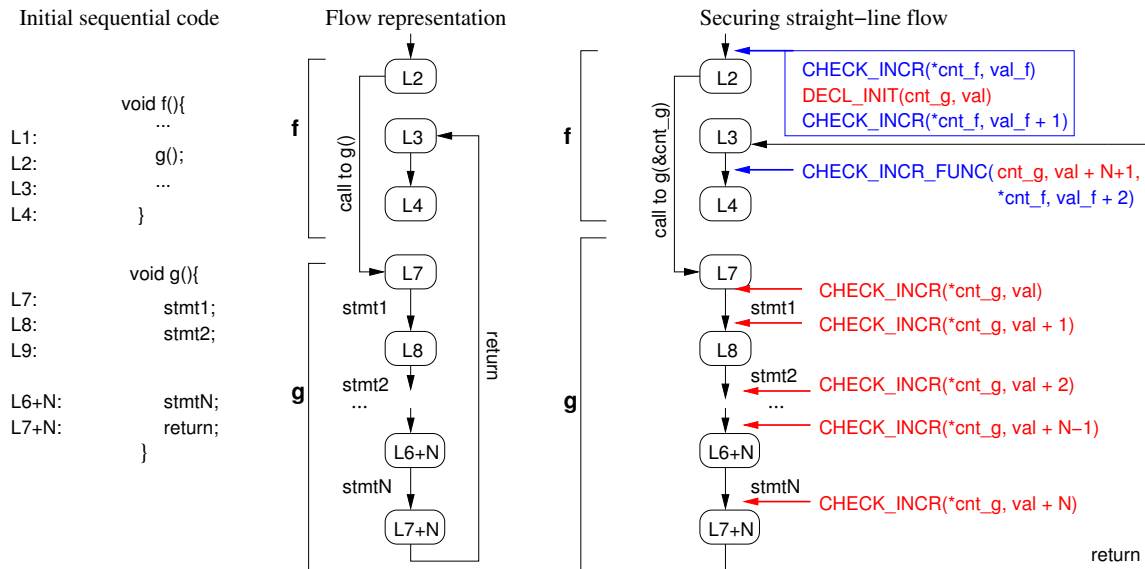 Initial sequential code
void f(){
...
L1:
L2: g();
L3: ...
L4: }
void g(){
L7: stmt1;
L8: stmt2;
L9:
L6+N: stmtN;
L7+N: return;
}
Flow representation
f
L2
L3
L4
call to g()
g
L7
stmt1
L8
stmt2
...
L6+N
stmtN
L7+N
return
Securing straight−line flow
f
L2
CHECK_INCR(*cnt_f, val_f)
DECL_INIT(cnt_g, val)
CHECK_INCR(*cnt_f, val_f + 1)
L3
CHECK_INCR_FUNC( cnt_g, val + N+1,
*cnt_f, val_f + 2)
L4
call to g(&cnt_g)
g
L7
CHECK_INCR(*cnt_g, val)
stmt1
CHECK_INCR(*cnt_g, val + 1)
L8
stmt2
CHECK_INCR(*cnt_g, val + 2)
...
CHECK_INCR(*cnt_g, val + N−1)
L6+N
stmtN
CHECK_INCR(*cnt_g, val + N)
L7+N
return